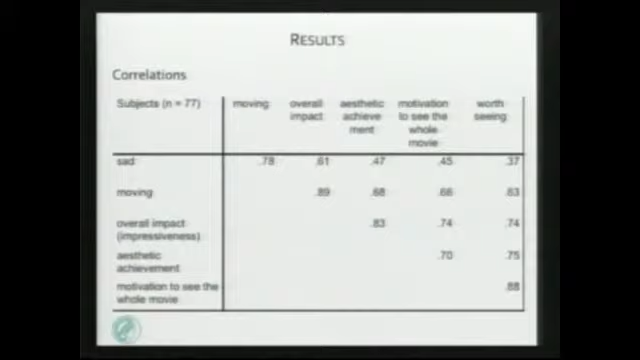 RESULTS
Correlations
Subjects (n = 77) moving overall impact aesthetic achieve ment motivation to see the whole movie worth seeing
sad .78 .61 .47 .45 .37
moving .89 .68 .66 .63
overall impact (impressiveness) .83 .74 .74
aesthetic achievement .70 .75
motivation to see the whole movie .88